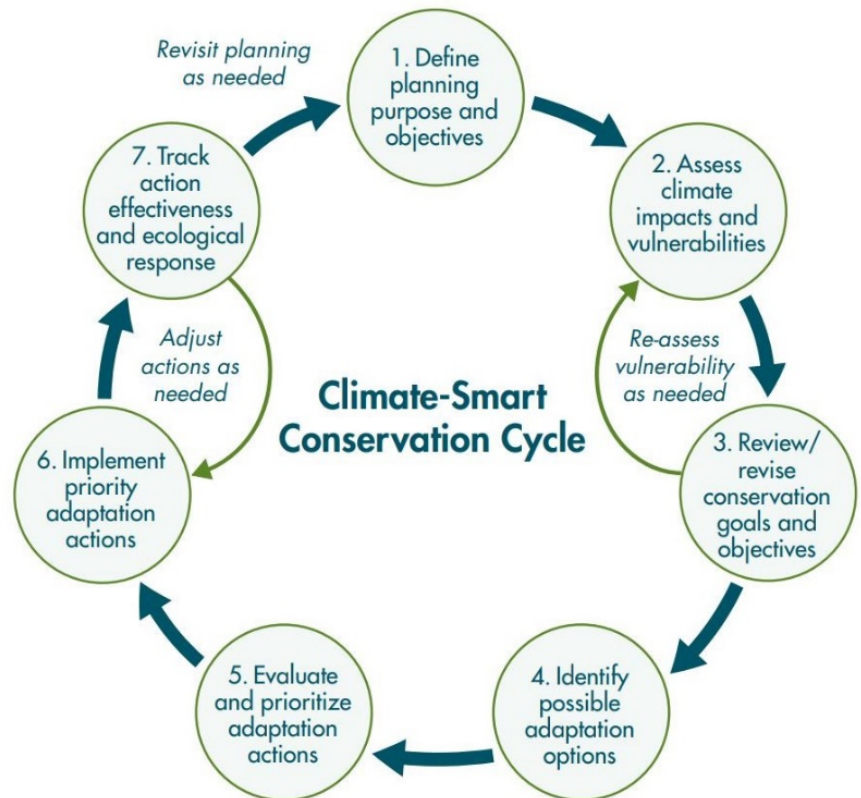 Revisit planning
as needed
1. Define
planning
purpose and
objectives
2. Assess
climate
impacts and
vulnerabilities
Re-assess
vulnerability
as needed
3. Review/
revise
conservation
goals and
objectives
4. Identify
possible
adaptation
options
5. Evaluate
and prioritize
adaptation
actions
6. Implement
priority
adaptation
actions
7. Track
action
effectiveness
and ecological
response
Adjust
actions as
needed
Climate-Smart
Conservation Cycle